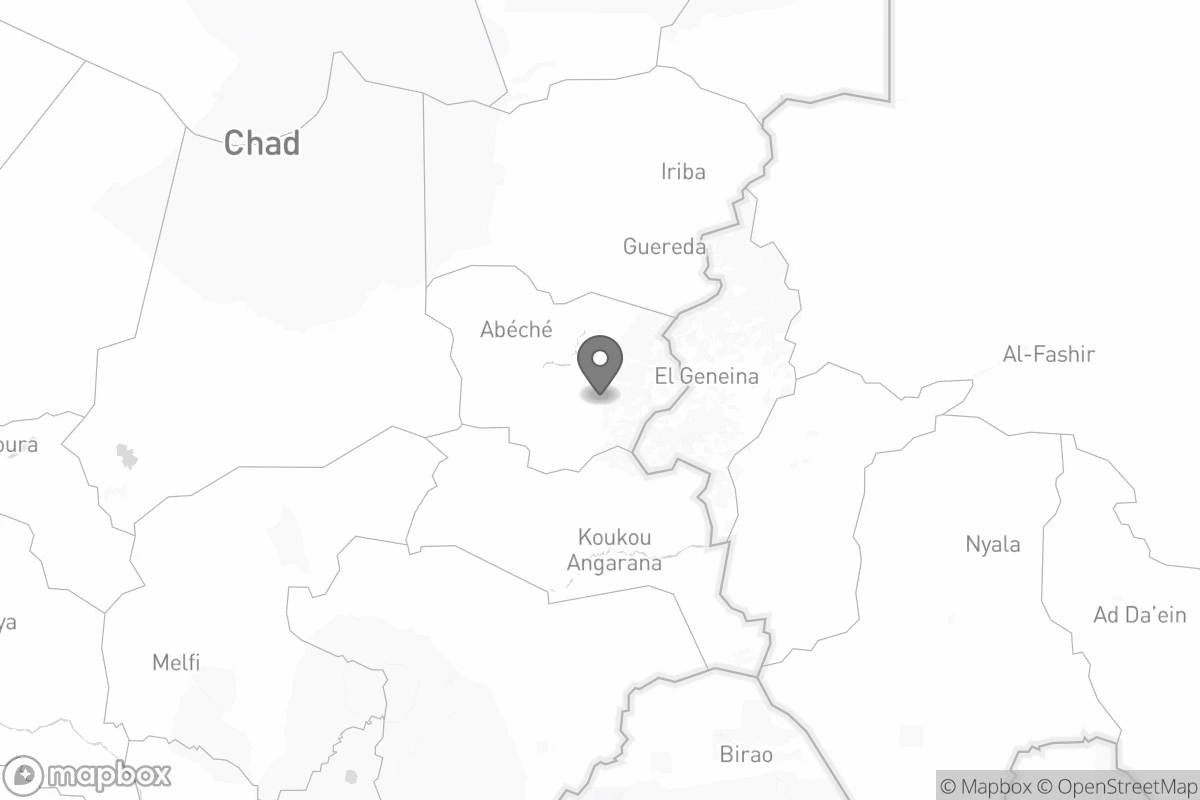 Chad
Iriba
Guereda
Abéché
Al-Fashir
El Geneina
oura
Koukou
Angarana
Nyala
Ad Da'ein
ya
Melfi
Birao
mapbox
© Mapbox © OpenStreetMap